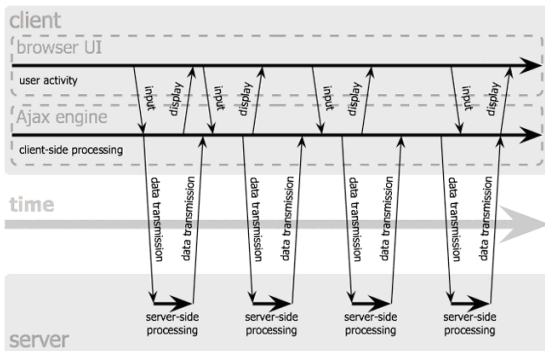 client
browser UI
user activity
input
display
input
display
input
display
input
display
Ajax engine
client-side processing
data transmission
data transmission
data transmission
data transmission
data transmission
data transmission
data transmission
data transmission
time
server-side
processing
server-side
processing
server-side
processing
server-side
processing
server